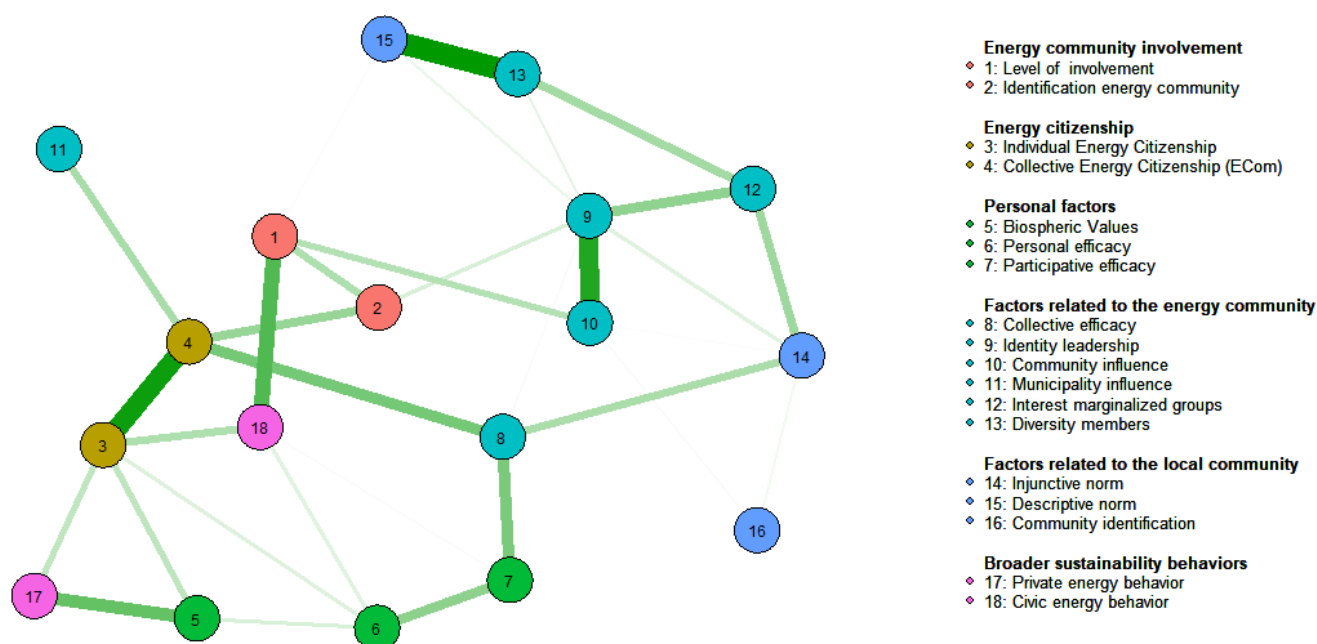 15
13
11
12
9
1
2
10
4
14
18
3
8
16
7
17
5
6
Energy community involvement
1: Level of involvement
2: Identification energy community
Energy citizenship
3: Individual Energy Citizenship
4: Collective Energy Citizenship (ECom)
Personal factors
5: Biospheric Values
6: Personal efficacy
7: Participative efficacy
Factors related to the energy community
8: Collective efficacy
9: Identity leadership
10: Community influence
11: Municipality influence
12: Interest marginalized groups
13: Diversity members
Factors related to the local community
14: Injunctive norm
15: Descriptive norm
16: Community identification
Broader sustainability behaviors
17: Private energy behavior
18: Civic energy behavior